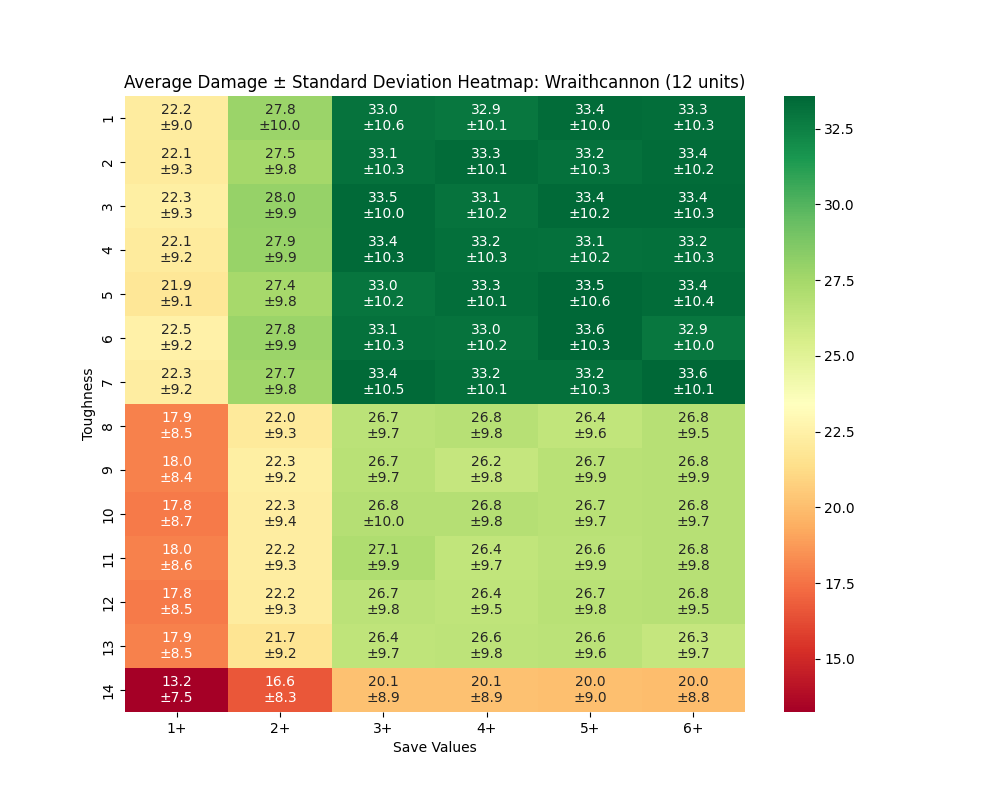 Average Damage ± Standard Deviation Heatmap: Wraithcannon (12 units)
Toughness
1
22.2 27.8 33.0 32.9 33.4 33.3
±9.0 ±10.0 ±10.6 ±10.1 ±10.0 ±10.3
2
22.1 27.5 33.1 33.3 33.2 33.4
±9.3 ±9.8 ±10.3 ±10.1 ±10.3 ±10.2
3
22.3 28.0 33.5 33.1 33.4 33.4
±9.3 ±9.9 ±10.0 ±10.2 ±10.2 ±10.3
4
22.1 27.9 33.4 33.2 33.1 33.2
±9.2 ±9.9 ±10.3 ±10.3 ±10.2 ±10.3
5
21.9 27.4 33.0 33.3 33.5 33.4
±9.1 ±9.8 ±10.2 ±10.1 ±10.6 ±10.4
6
22.5 27.8 33.1 33.0 33.6 32.9
±9.2 ±9.9 ±10.3 ±10.2 ±10.3 ±10.0
7
22.3 27.7 33.4 33.2 33.2 33.6
±9.2 ±9.8 ±10.5 ±10.1 ±10.3 ±10.1
8
17.9 22.0 26.7 26.8 26.4 26.8
±8.5 ±9.3 ±9.7 ±9.8 ±9.6 ±9.5
9
18.0 22.3 26.7 26.2 26.7 26.8
±8.4 ±9.2 ±9.7 ±9.8 ±9.9 ±9.9
10
17.8 22.3 26.8 26.8 26.7 26.8
±8.7 ±9.4 ±10.0 ±9.8 ±9.7 ±9.7
11
18.0 22.2 27.1 26.4 26.6 26.8
±8.6 ±9.3 ±9.9 ±9.7 ±9.9 ±9.8
12
17.8 22.2 26.7 26.4 26.7 26.8
±8.5 ±9.3 ±9.8 ±9.5 ±9.8 ±9.5
13
17.9 21.7 26.4 26.6 26.6 26.3
±8.5 ±9.2 ±9.7 ±9.8 ±9.6 ±9.7
14
13.2 16.6 20.1 20.1 20.0 20.0
±7.5 ±8.3 ±8.9 ±8.9 ±9.0 ±8.8
1+ 2+ 3+ 4+ 5+ 6+
Save Values
32.5
30.0
27.5
25.0
22.5
20.0
17.5
15.0